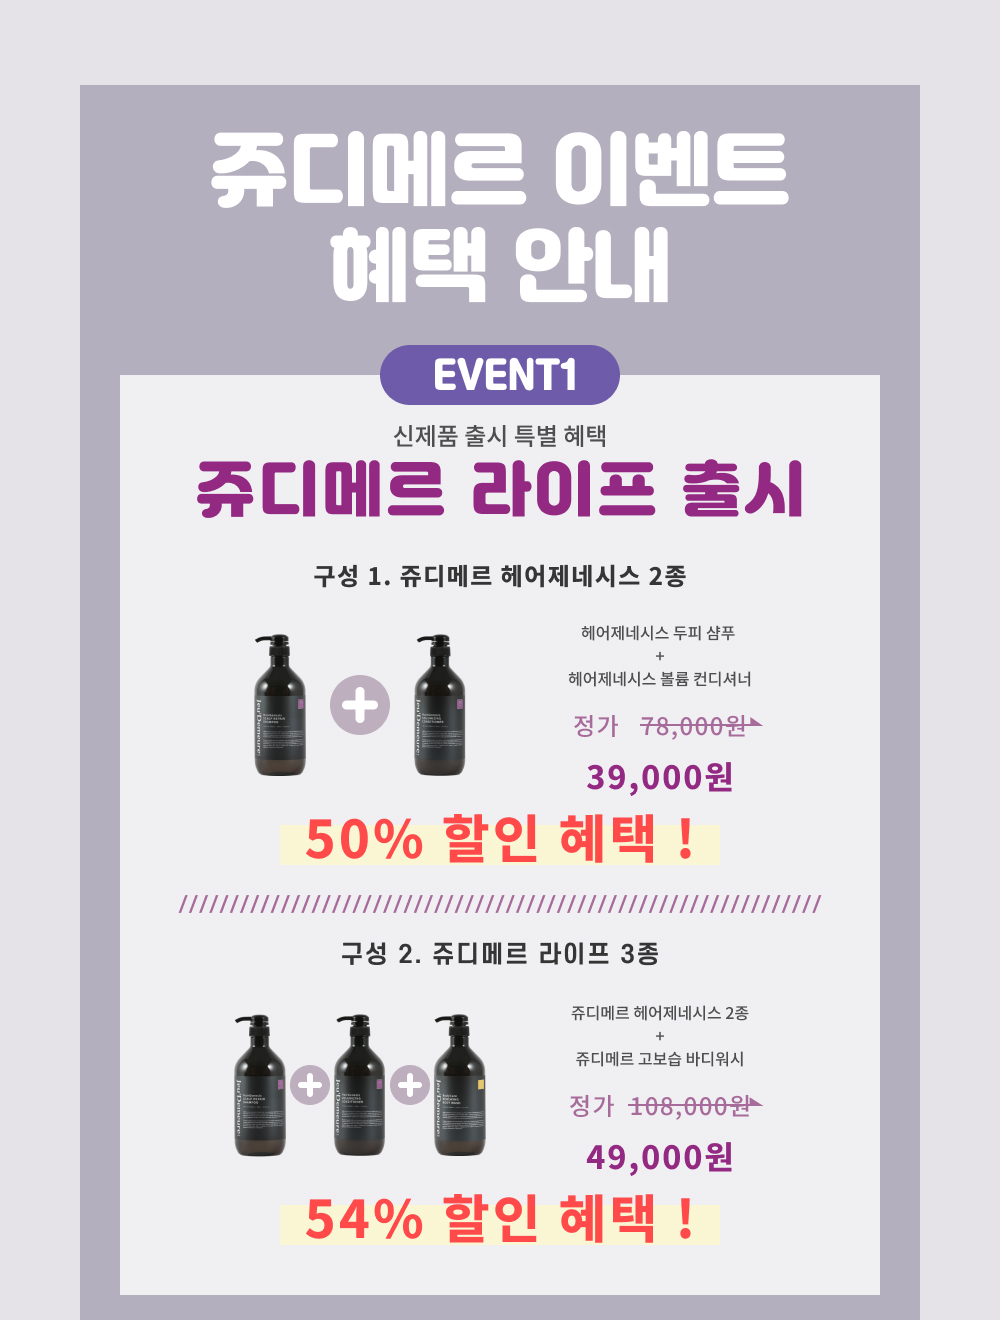 쥬디메르 이벤트
혜택 안내
EVENT1
신제품 출시 특별 혜택
쥬디메르 라이프 출시
구성 1. 쥬디메르 헤어제네시스 2종
헤어제네시스 두피 샴푸
+
헤어제네시스 볼륨 컨디셔너
정가 78,000원
39,000원
50% 할인 혜택 !
구성 2. 쥬디메르 라이프 3종
쥬디메르 헤어제네시스 2종
+
쥬디메르 고보습 바디워시
정가 108,000원
49,000원
54% 할인 혜택 !